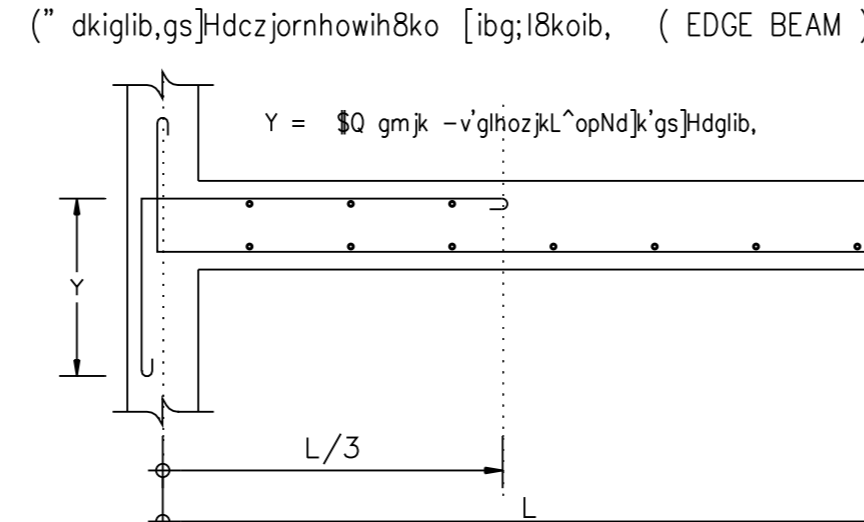 (" dkiglib,gs]Hdczjornhowih8ko [ibg;l8koib, ( EDGE BEAM )
Y = $Q gmjk -v'glhozjkL^opNd]k'gs]Hdglib,
Y
L/3
L